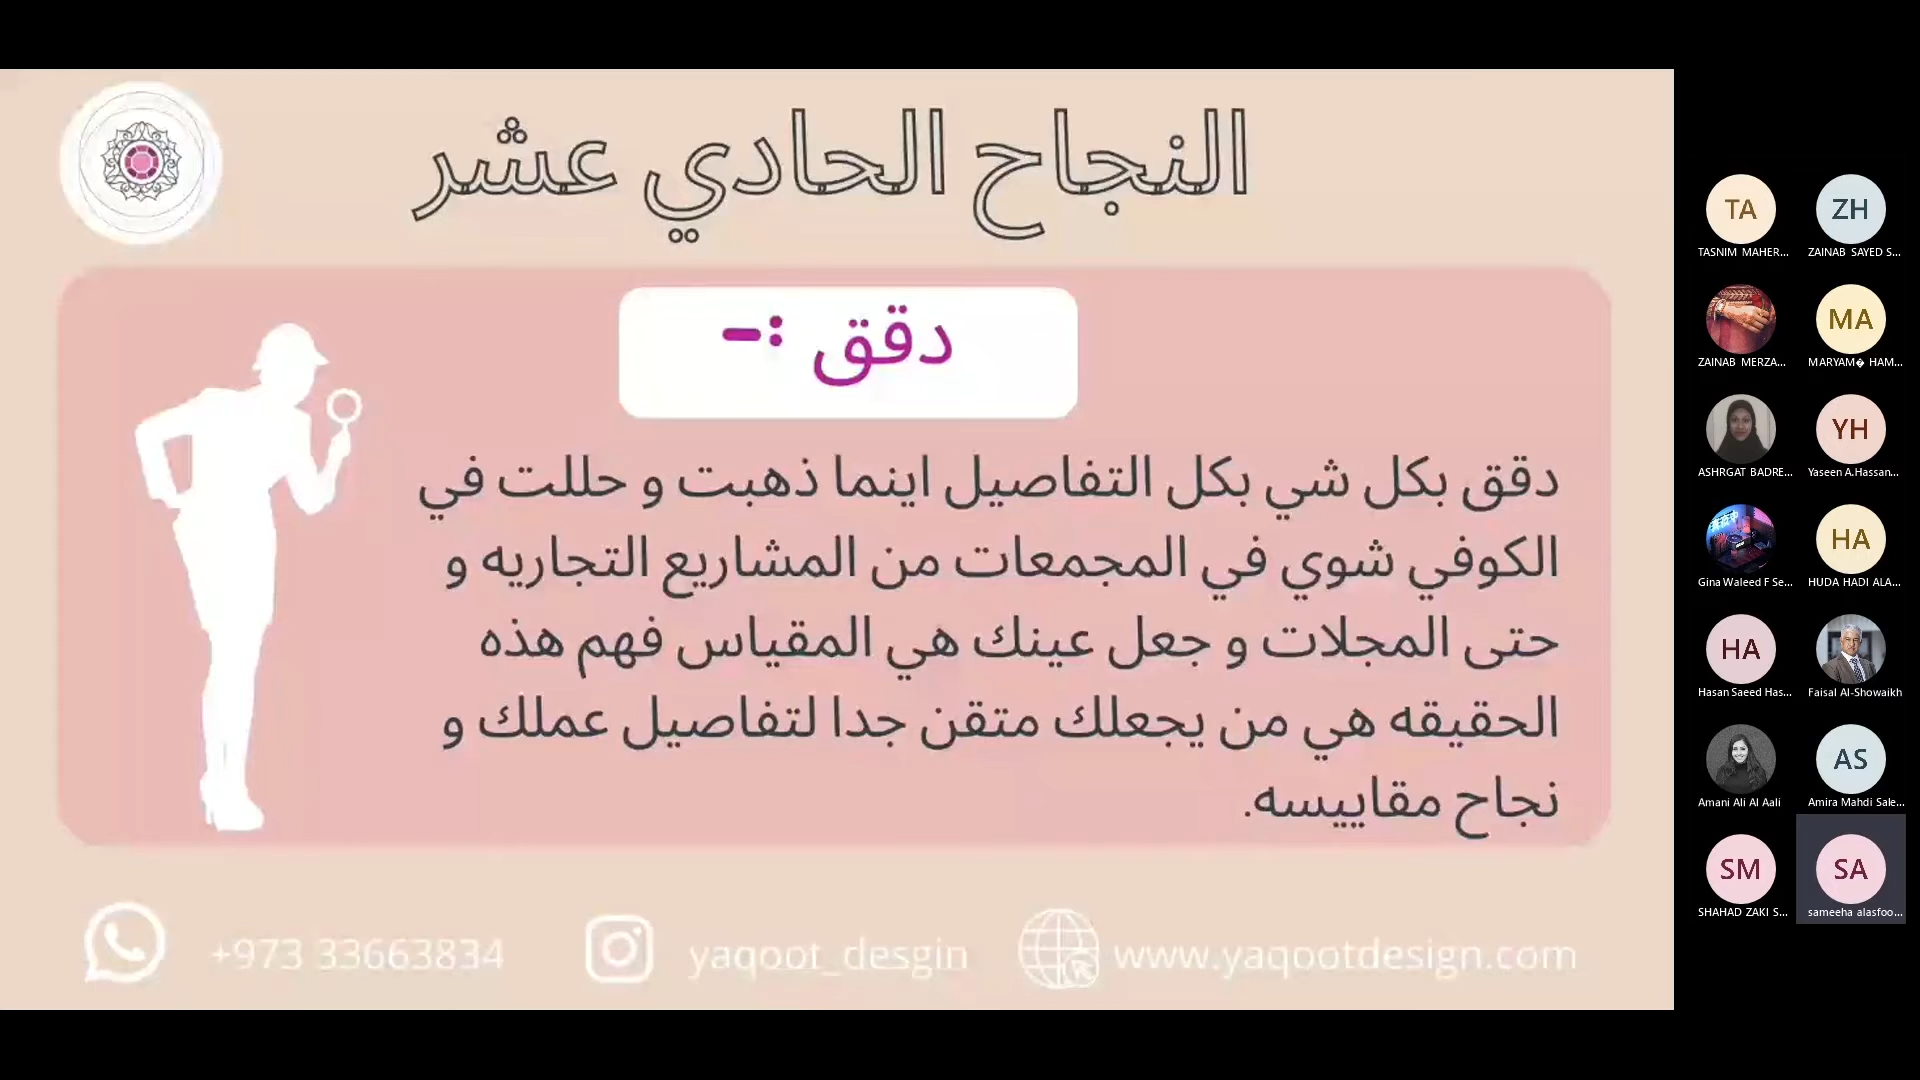 النجاح الحادي عشر
دقق :-
دقق بكل شي بكل التفاصيل اينما ذهبت و حللت في
الكوفي شوي في المجمعات من المشاريع التجاريه و
حتى المجلات و جعل عينك هي المقياس فهم هذه
الحقيقه هي من يجعلك متقن جدا لتفاصيل عملك و
نجاح مقاييسه.
+973 33663834
yaqoot_desgin
www.yaqootdesign.com
TA
TASNIM MAHER...
ZH
ZAINAB SAYED S...
ZAINAB MERZA...
MA
MARYAM� HAM...
ASHRGAT BADRE...
YH
Yaseen A.Hassan...
Gina Waleed F Se...
HA
HUDA HADI ALA...
HA
Hasan Saeed Has...
Faisal Al-Showaikh
Amani Ali Al Aali
AS
Amira Mahdi Sale...
SM
SHAHAD ZAKI S...
SA
sameeha alasfoo...